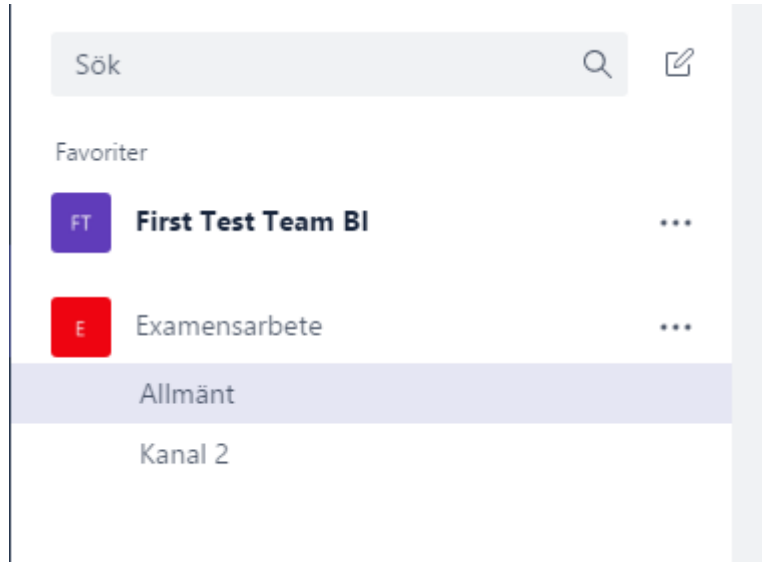 Sök
Favoriter
FT First Test Team BI
E Examensarbete
Allmänt
Kanal 2